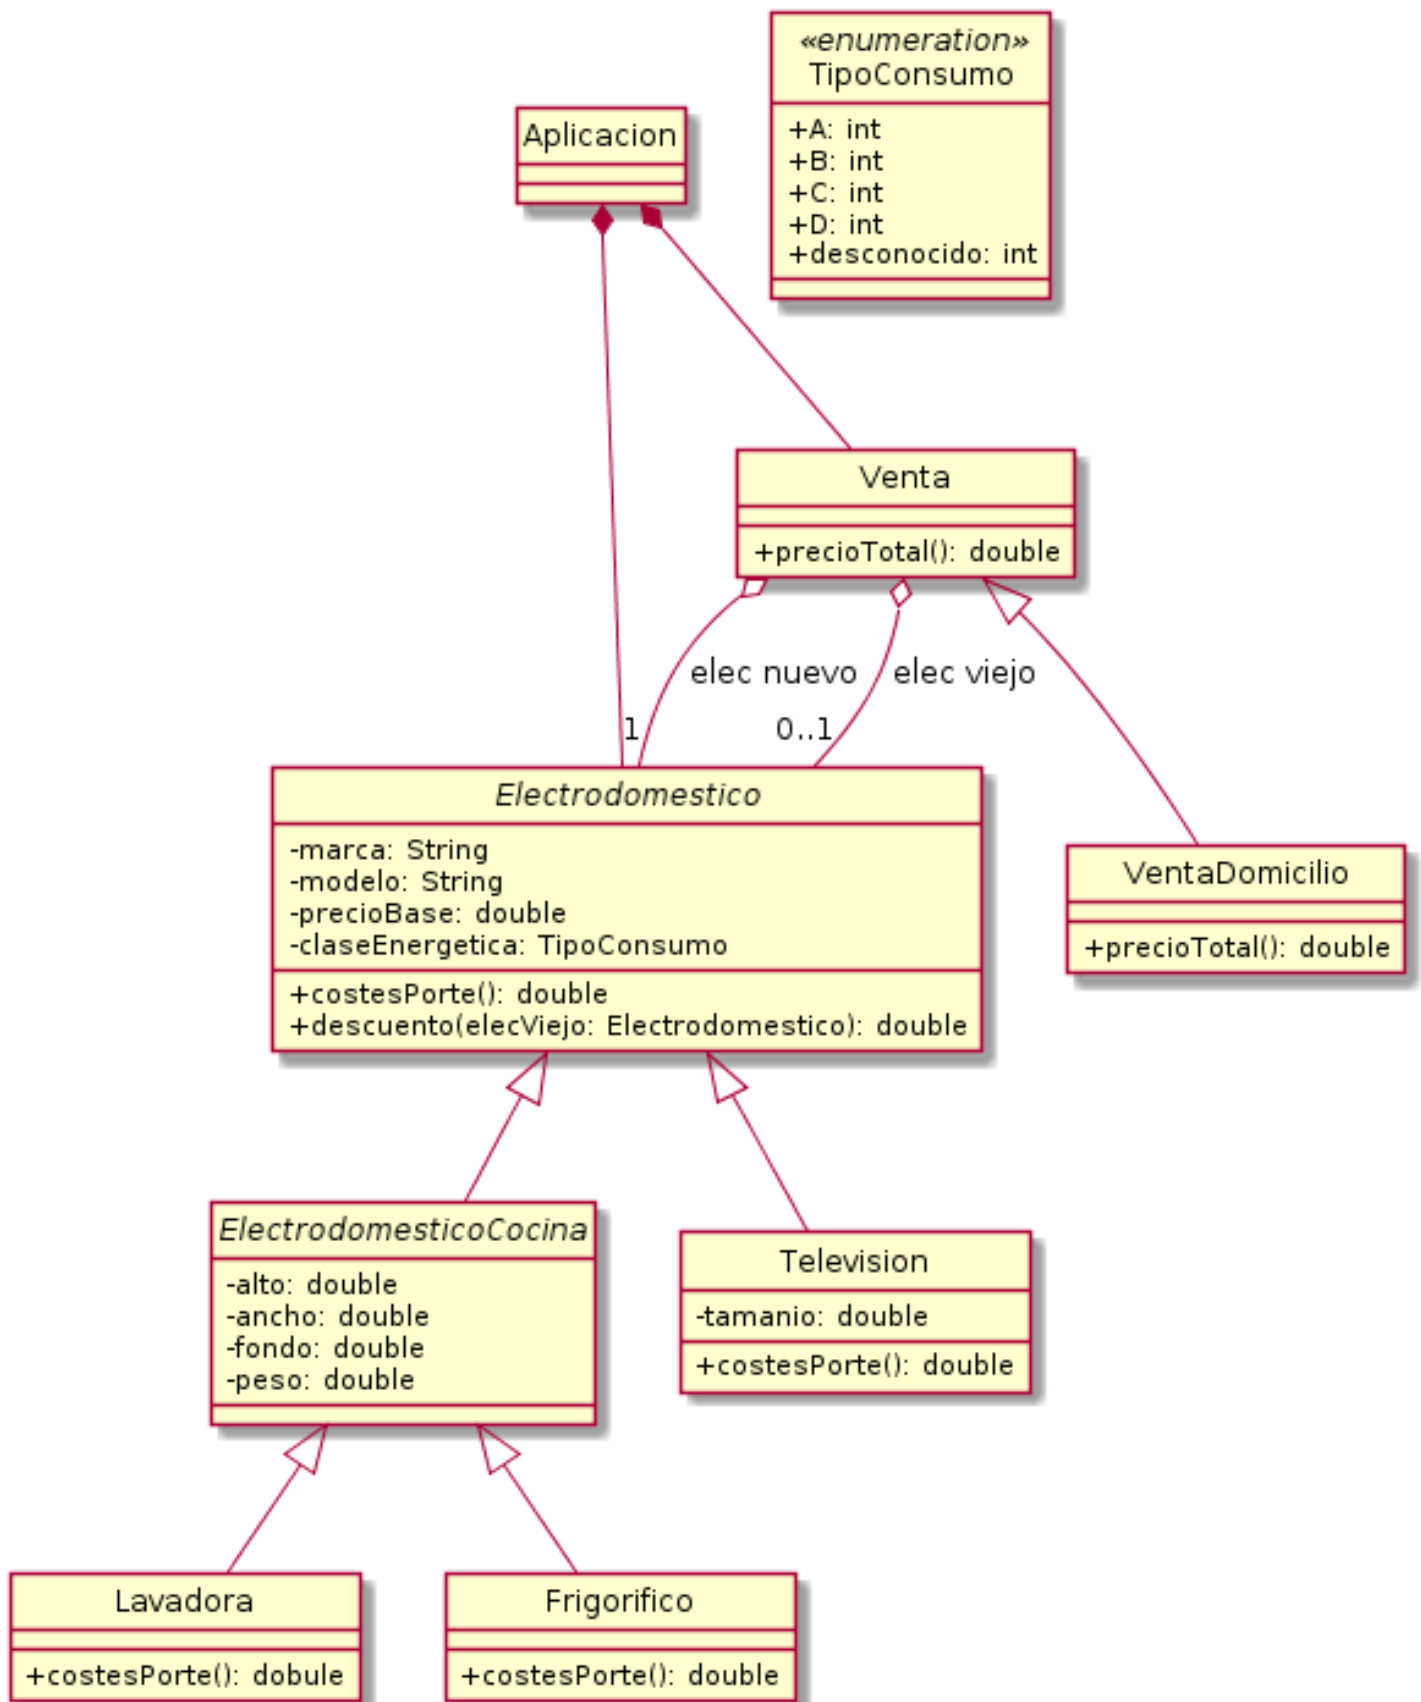 «enumeration»
TipoConsumo
+A: int
+B: int
+C: int
+D: int
+desconocido: int
Aplicacion
Venta
+precioTotal(): double
elec nuevo
elec viejo
1
0..1
Electrodomestico
-marca: String
-modelo: String
-precioBase: double
-claseEnergetica: TipoConsumo
+costesPorte(): double
+descuento(elecViejo: Electrodomestico): double
VentaDomicilio
+precioTotal(): double
ElectrodomesticoCocina
-alto: double
-ancho: double
-fondo: double
-peso: double
Television
-tamanio: double
+costesPorte(): double
Lavadora
+costesPorte(): dobule
Frigorifico
+costesPorte(): double